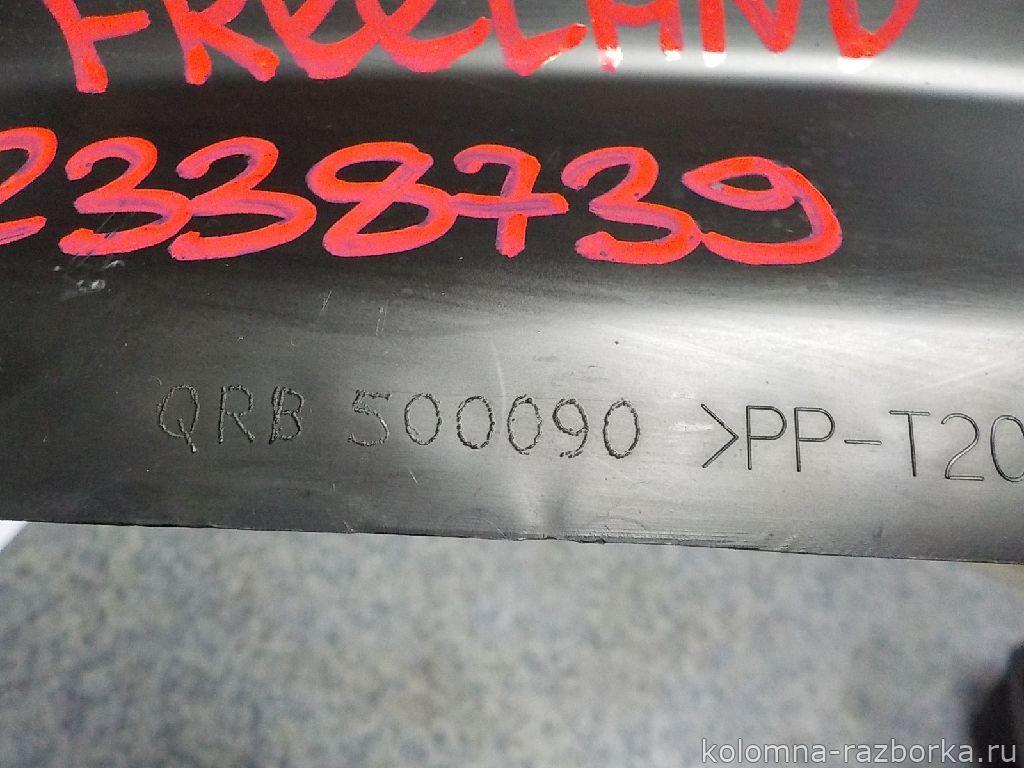 FReeLAND
2338739
QRB 500090 >PP-T20
kolomna-razborka.ru